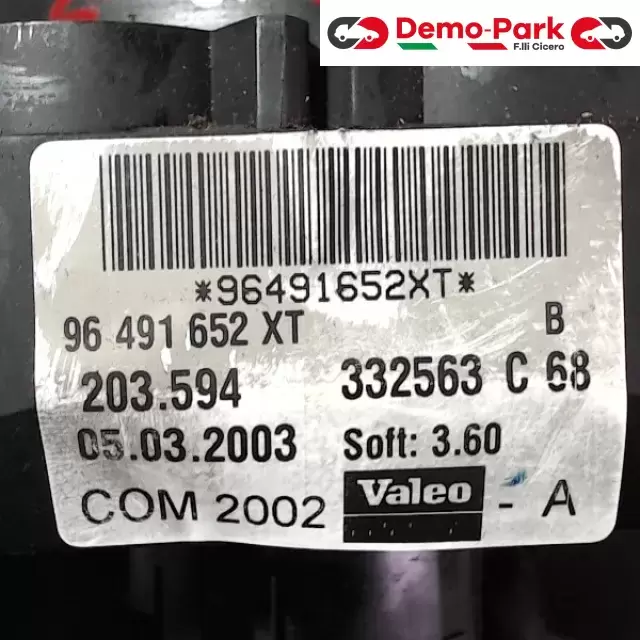 Demo-Park
F.lli Cicero
*96491652XT*
96 491 652 XT B
203.594 332563 C 68
05.03.2003 Soft: 3.60
COM 2002 Valeo - A